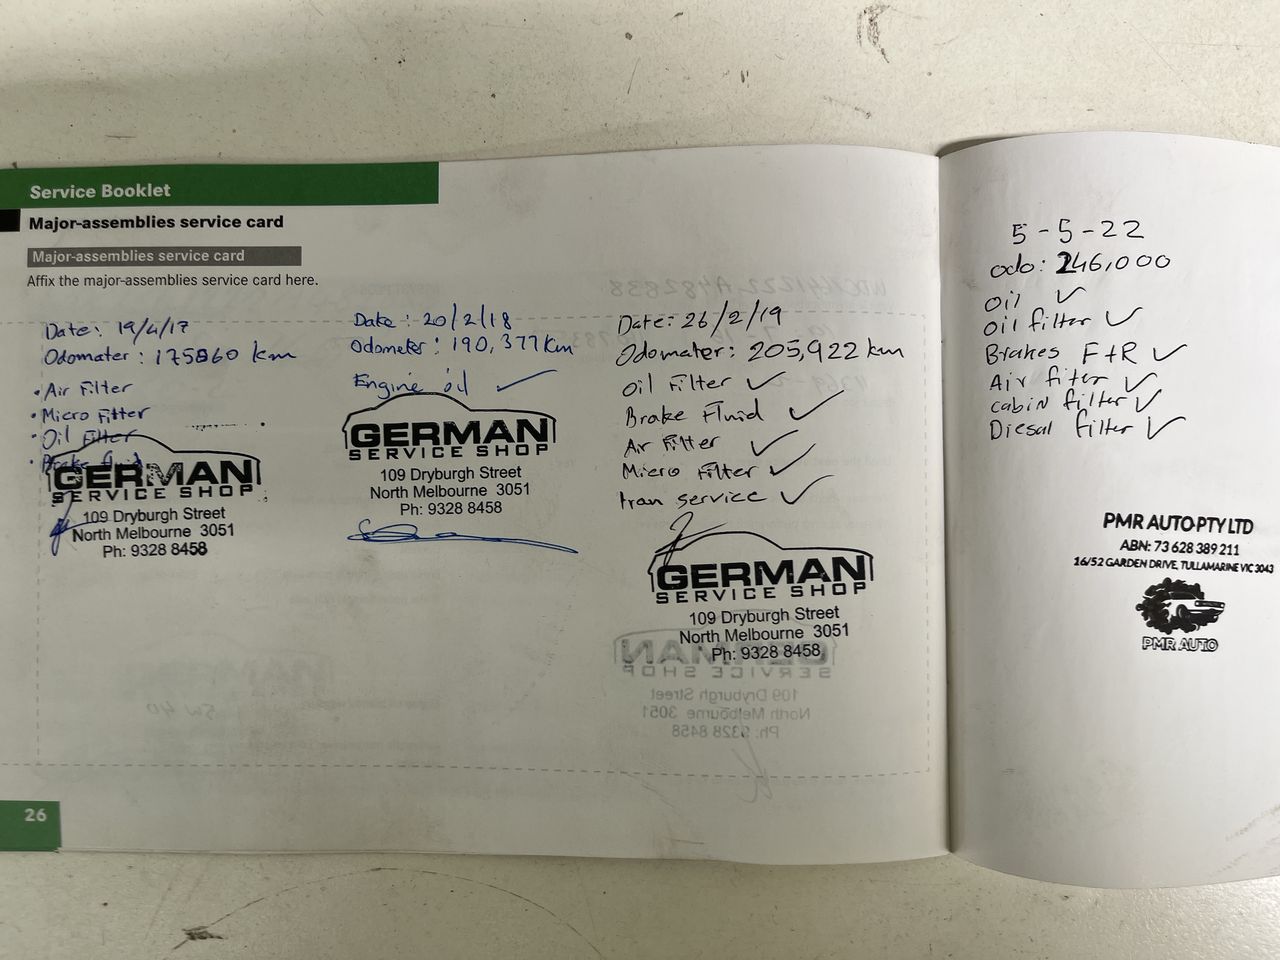 Service Booklet
Major-assemblies service card
Major-assemblies service card
Affix the major-assemblies service card here.
Date: 19/4/17
Odomater: 175860 km
• Air Filter
• Micro Filter
• Oil Filter
• Brake fluid
GERMAN
SERVICE SHOP
109 Dryburgh Street
North Melbourne 3051
Ph: 9328 8458
Date: 20/2/18
Odometer: 190,377 km
Engine oil ✓
GERMAN
SERVICE SHOP
109 Dryburgh Street
North Melbourne 3051
Ph: 9328 8458
Date: 26/2/19
Odomater: 205,922 km
Oil Filter ✓
Brake Fluid ✓
Air Filter ✓
Micro Filter ✓
tran service ✓
GERMAN
SERVICE SHOP
109 Dryburgh Street
North Melbourne 3051
Ph: 9328 8458
26
5-5-22
odo: 246,000
Oil ✓
Oil filter ✓
Brakes F+R ✓
Air filter ✓
cabin filter ✓
Diesal filter ✓
PMR AUTO PTY LTD
ABN: 73 628 389 211
16/52 GARDEN DRIVE, TULLAMARINE VIC 3043
PMR AUTO